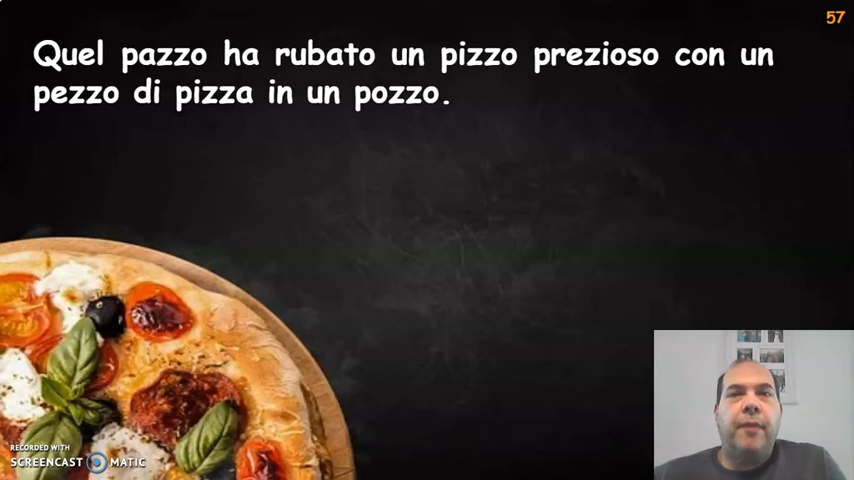 57
Quel pazzo ha rubato un pizzo prezioso con un
pezzo di pizza in un pozzo.
RECORDED WITH
SCREENCAST MATIC